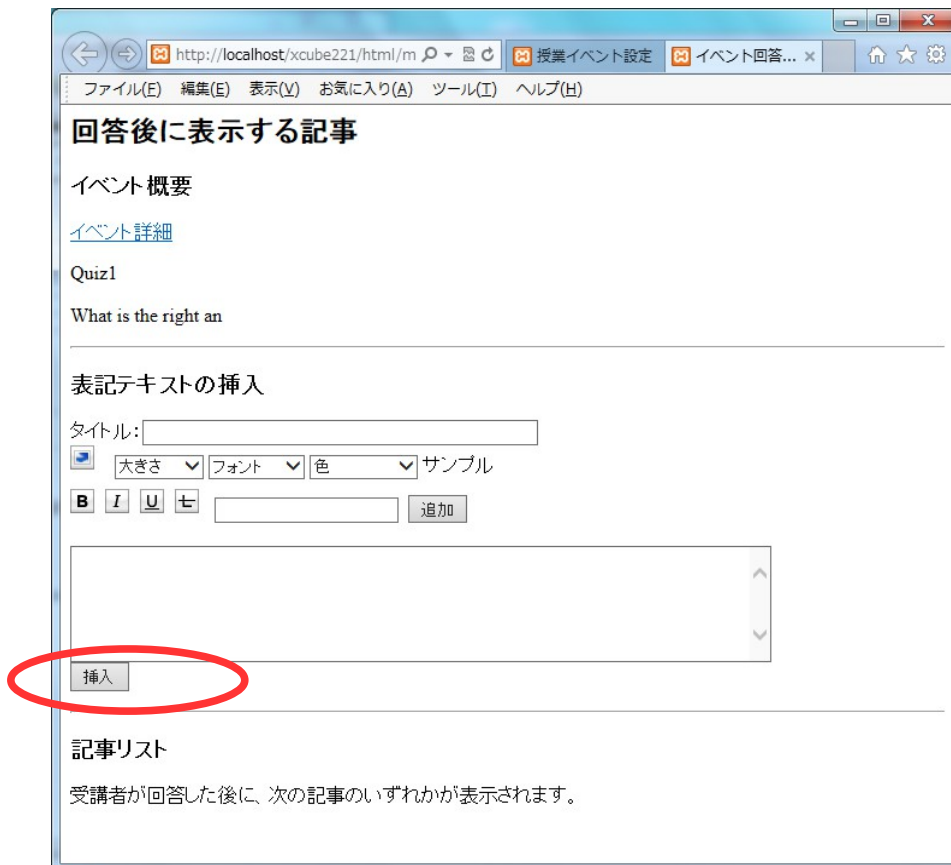 http://localhost/xcube221/html/m
授業イベント設定
イベント回答...
ファイル(F) 編集(E) 表示(V) お気に入り(A) ツール(T) ヘルプ(H)
回答後に表示する記事
イベント概要
イベント詳細
Quiz1
What is the right an
表記テキストの挿入
タイトル:
大きさ フォント 色 サンプル
B I U T 追加
挿入
記事リスト
受講者が回答した後に、次の記事のいずれかが表示されます。